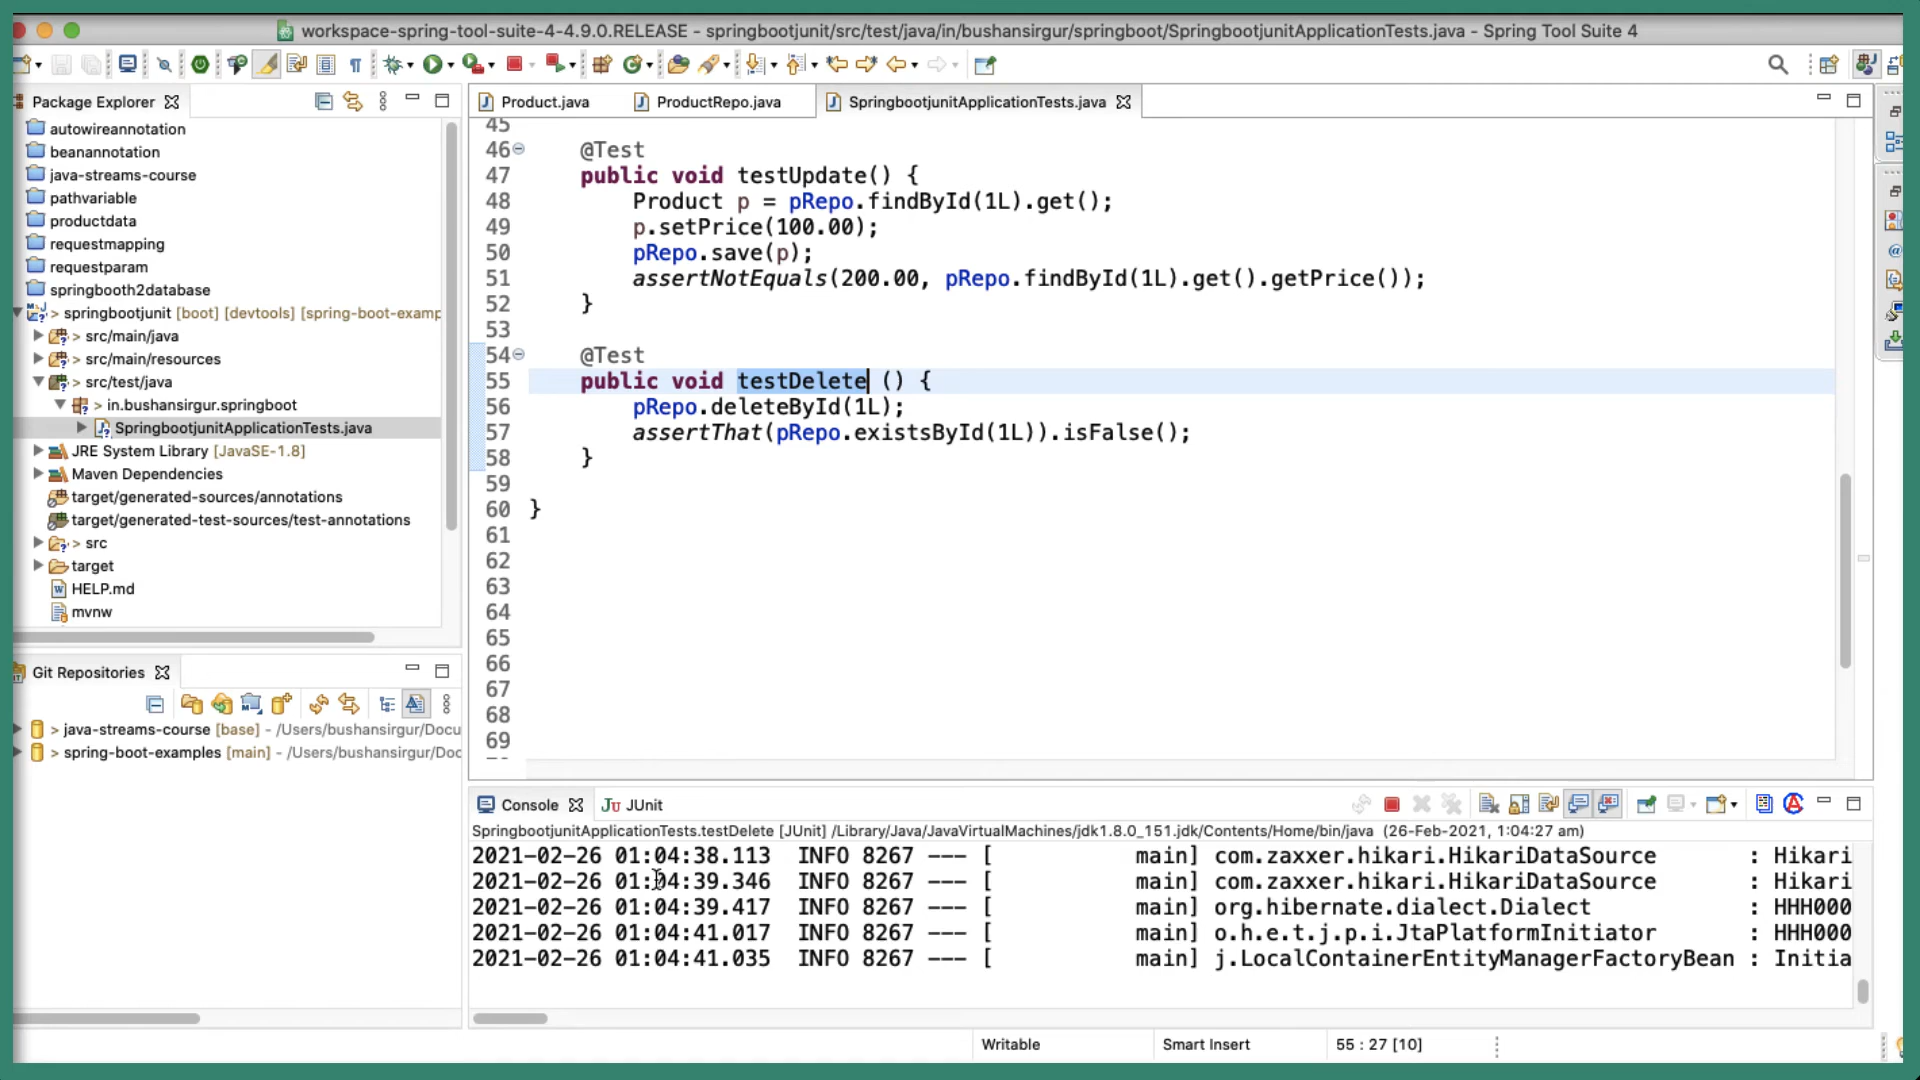 workspace-spring-tool-suite-4-4.9.0.RELEASE - springbootjunit/src/test/java/in/bushansirgur/springboot/SpringbootjunitApplicationTests.java - Spring Tool Suite 4
Package Explorer
autowireannotation
beanannotation
java-streams-course
pathvariable
productdata
requestmapping
requestparam
springbooth2database
> springbootjunit [boot] [devtools] [spring-boot-examp
> src/main/java
> src/main/resources
> src/test/java
> in.bushansirgur.springboot
SpringbootjunitApplicationTests.java
JRE System Library [JavaSE-1.8]
Maven Dependencies
target/generated-sources/annotations
target/generated-test-sources/test-annotations
> src
target
HELP.md
mvnw
Git Repositories
> java-streams-course [base] - /Users/bushansirgur/Docu
> spring-boot-examples [main] - /Users/bushansirgur/Doc
Product.java
ProductRepo.java
SpringbootjunitApplicationTests.java
45
46 @Test
47 public void testUpdate() {
48 Product p = pRepo.findById(1L).get();
49 p.setPrice(100.00);
50 pRepo.save(p);
51 assertNotEquals(200.00, pRepo.findById(1L).get().getPrice());
52 }
53
54 @Test
55 public void testDelete () {
56 pRepo.deleteById(1L);
57 assertThat(pRepo.existsById(1L)).isFalse();
58 }
59
60 }
61
62
63
64
65
66
67
68
69
Console
JUnit
SpringbootjunitApplicationTests.testDelete [JUnit] /Library/Java/JavaVirtualMachines/jdk1.8.0_151.jdk/Contents/Home/bin/java (26-Feb-2021, 1:04:27 am)
2021-02-26 01:04:38.113 INFO 8267 --- [ main] com.zaxxer.hikari.HikariDataSource : Hikari
2021-02-26 01:04:39.346 INFO 8267 --- [ main] com.zaxxer.hikari.HikariDataSource : Hikari
2021-02-26 01:04:39.417 INFO 8267 --- [ main] org.hibernate.dialect.Dialect : HHH000
2021-02-26 01:04:41.017 INFO 8267 --- [ main] o.h.e.t.j.p.i.JtaPlatformInitiator : HHH000
2021-02-26 01:04:41.035 INFO 8267 --- [ main] j.LocalContainerEntityManagerFactoryBean : Initia
Writable
Smart Insert
55 : 27 [10]